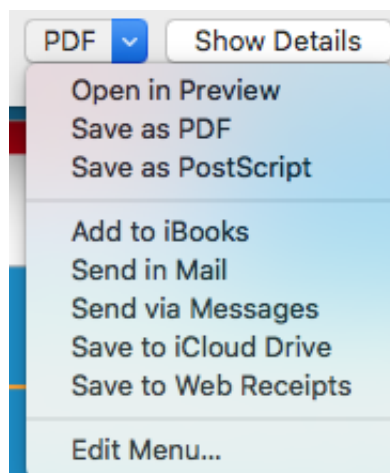 PDF Show Details
Open in Preview
Save as PDF
Save as PostScript
Add to iBooks
Send in Mail
Send via Messages
Save to iCloud Drive
Save to Web Receipts
Edit Menu...